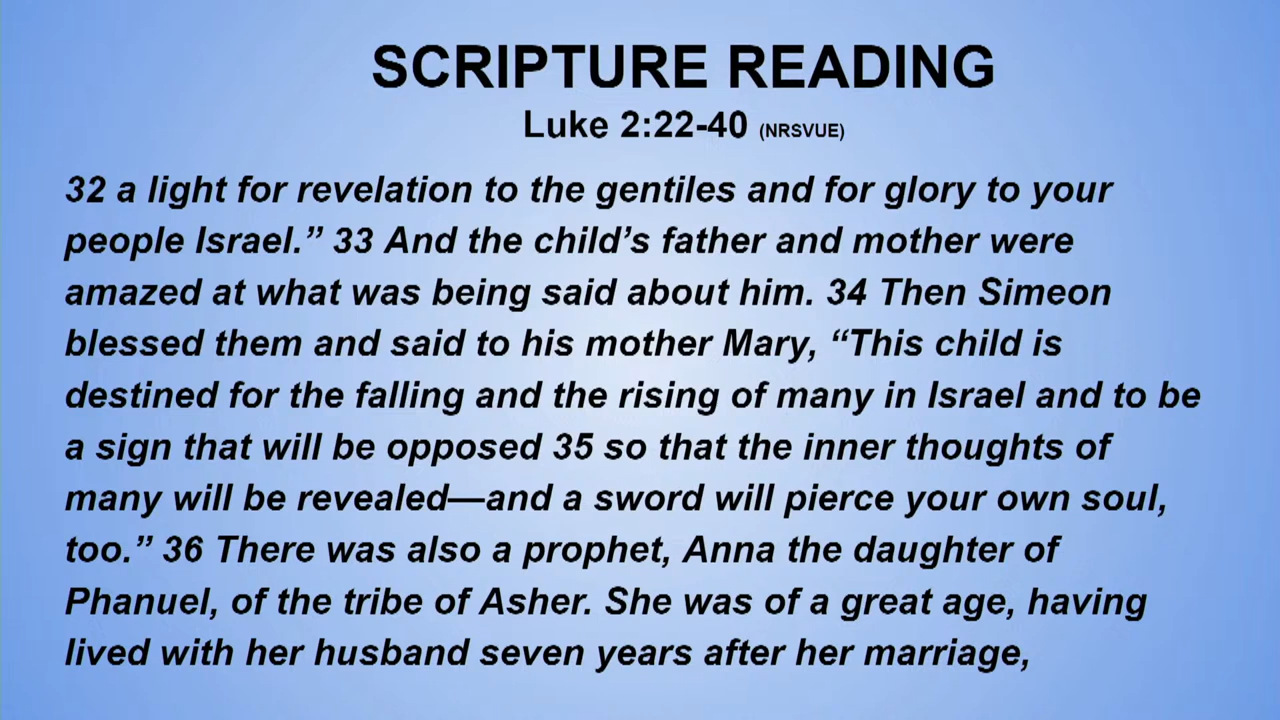 SCRIPTURE READING
Luke 2:22-40 (NRSVUE)
32 a light for revelation to the gentiles and for glory to your
people Israel.” 33 And the child’s father and mother were
amazed at what was being said about him. 34 Then Simeon
blessed them and said to his mother Mary, “This child is
destined for the falling and the rising of many in Israel and to be
a sign that will be opposed 35 so that the inner thoughts of
many will be revealed—and a sword will pierce your own soul,
too.” 36 There was also a prophet, Anna the daughter of
Phanuel, of the tribe of Asher. She was of a great age, having
lived with her husband seven years after her marriage,